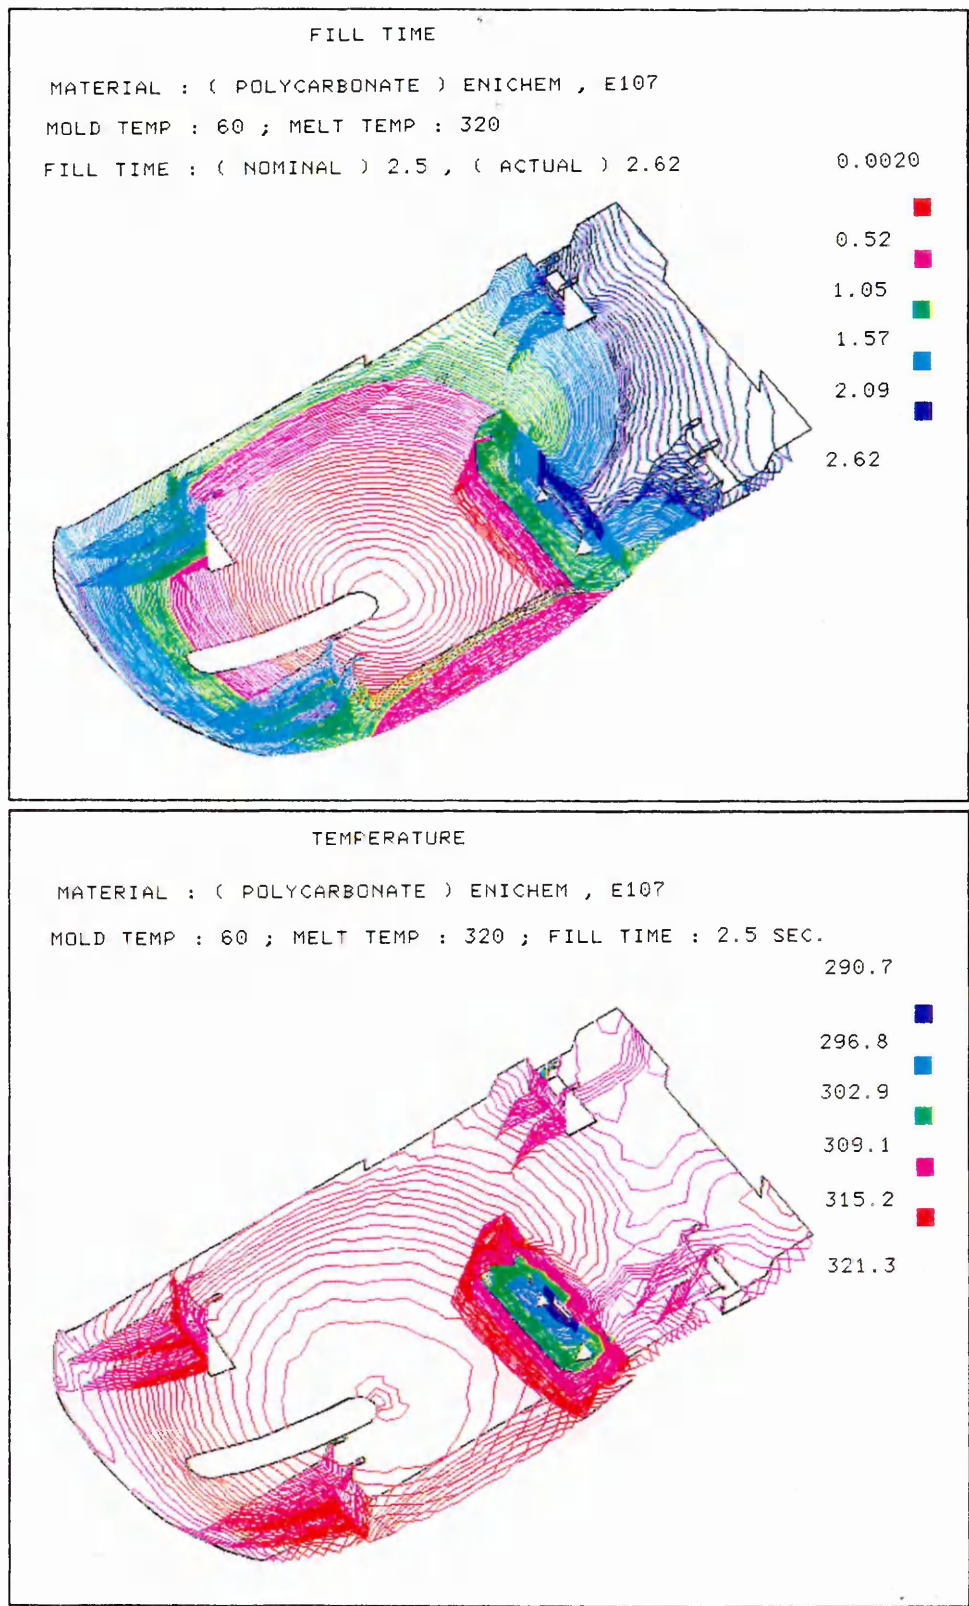 FILL TIME
MATERIAL : ( POLYCARBONATE ) ENICHEM , E107
MOLD TEMP : 60 ; MELT TEMP : 320
FILL TIME : ( NOMINAL ) 2.5 , ( ACTUAL ) 2.62
0.0020
0.52
1.05
1.57
2.09
2.62
TEMPERATURE
MATERIAL : ( POLYCARBONATE ) ENICHEM , E107
MOLD TEMP : 60 ; MELT TEMP : 320 ; FILL TIME : 2.5 SEC.
290.7
296.8
302.9
309.1
315.2
321.3